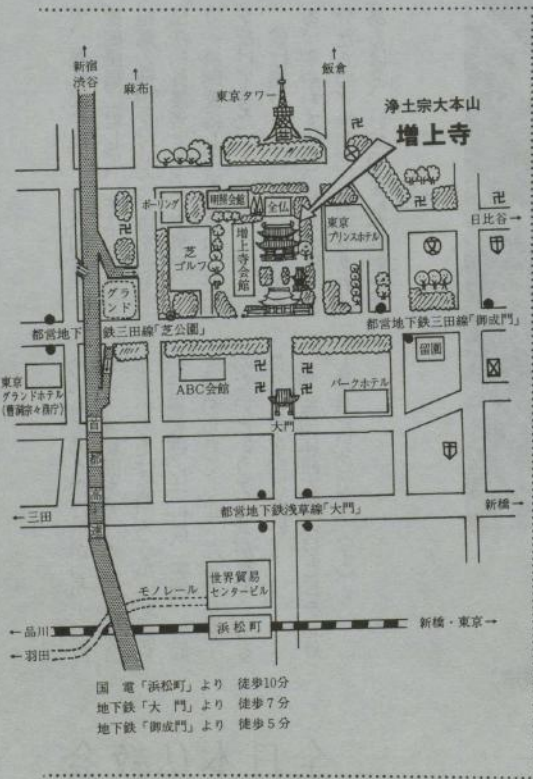 ↑
新宿
渋谷
↑
麻布
東京タワー
↑
飯倉
浄土宗大本山
増上寺
ボーリング
明照会館
全仏
東京
プリンスホテル
日比谷→
芝
ゴルフ
増上寺会館
グラ
ンド
文
都営地下鉄三田線「芝公園」
都営地下鉄三田線「御成門」
留園
東京
グランドホテル
(曹洞宗々務庁)
ABC会館
パークホテル
大門
首都高速
←三田
都営地下鉄浅草線「大門」
新橋→
モノレール
世界貿易
センタービル
←品川
浜松町
新橋・東京→
←羽田
国電「浜松町」より 徒歩10分
地下鉄「大門」より 徒歩7分
地下鉄「御成門」より 徒歩5分